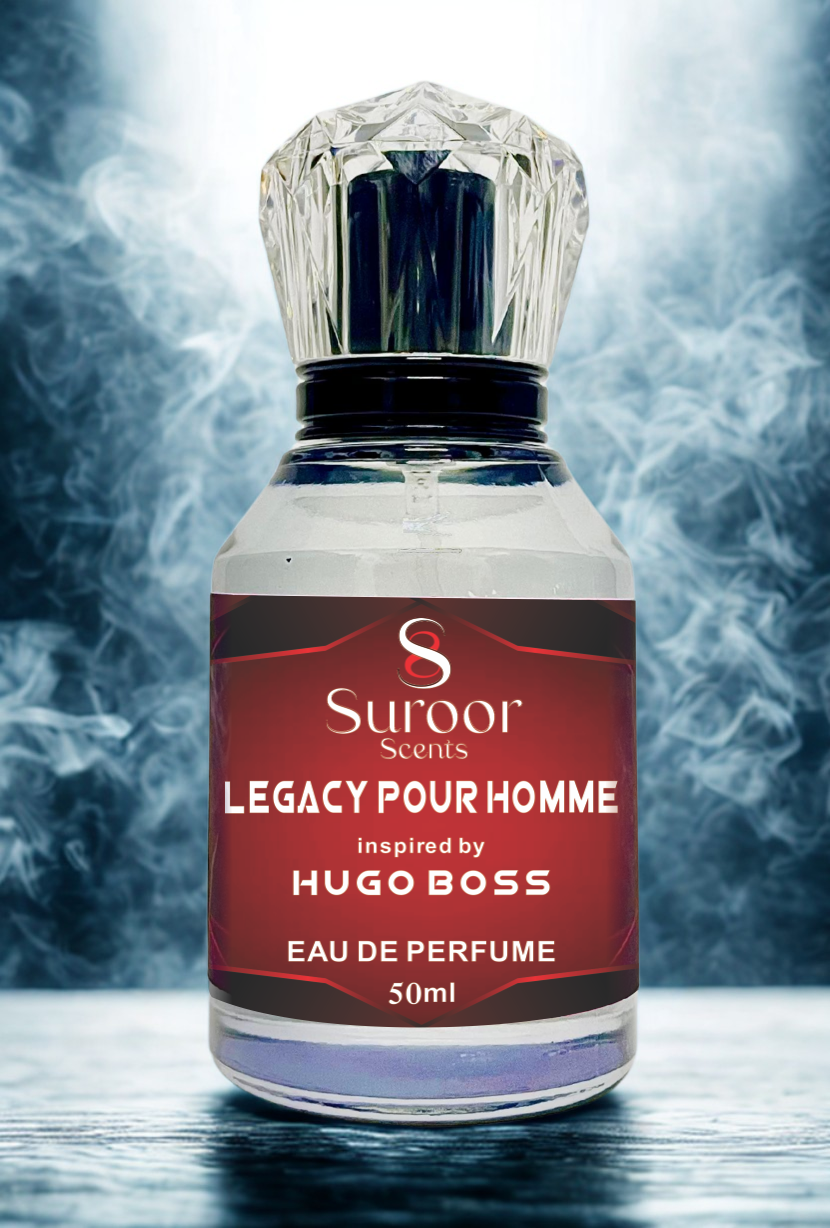 Suroor
Scents
LEGACY POUR HOMME
inspired by
HUGO BOSS
EAU DE PERFUME
50ml